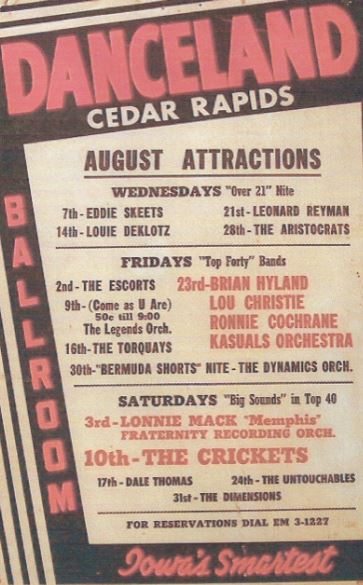 DANCELAND
CEDAR RAPIDS
BALLROOM
AUGUST ATTRACTIONS
WEDNESDAYS "Over 21" Nite
7th - EDDIE SKEETS
21st - LEONARD REYMAN
14th - LOUIE DEKLOTZ
28th - THE ARISTOCRATS
FRIDAYS "Top Forty" Bands
2nd - THE ESCORTS
9th - (Come as U Are)
50c till 9:00
The Legends Orch.
16th - THE TORQUAYS
23rd - BRIAN HYLAND
LOU CHRISTIE
RONNIE COCHRANE
KASUALS ORCHESTRA
30th - "BERMUDA SHORTS" NITE - THE DYNAMICS ORCH.
SATURDAYS "Big Sounds" in Top 40
3rd - LONNIE MACK "Memphis"
FRATERNITY RECORDING ORCH.
10th - THE CRICKETS
17th - DALE THOMAS
24th - THE UNTOUCHABLES
31st - THE DIMENSIONS
FOR RESERVATIONS DIAL EM 3-1227
Iowa's Smartest